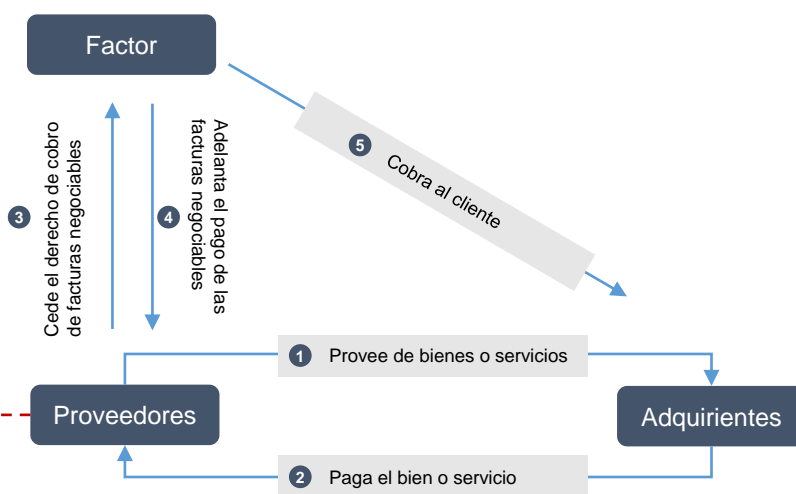 Factor
5
Cobra al cliente
3
Cede el derecho de cobro
de facturas negociables
4
Adelanta el pago de las
facturas negociables
1 Provee de bienes o servicios
Proveedores
Adquirientes
2 Paga el bien o servicio